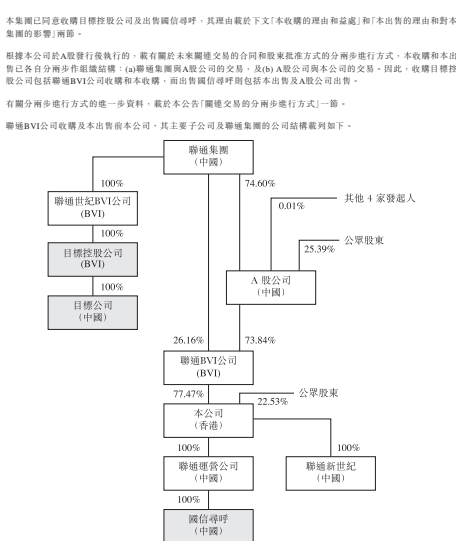 本集團已同意收購目標控股公司及出售國信尋呼，其理由載於下文「本收購的理由和益處」和「本出售的理由和對本
集團的影響」兩節。
根據本公司於A股發行後執行的，載有關於未來關連交易的合同和股東批准方式的分兩步進行方式，本收購和本出
售已各自分兩步作組織結構：(a)聯通集團與A股公司的交易，及(b) A股公司與本公司的交易。因此，收購目標控
股公司包括聯通BVI公司收購和本收購，而出售國信尋呼則包括本出售及A股公司出售。
有關分兩步進行方式的進一步資料，載於本公告「關連交易的分兩步進行方式」一節。
聯通BVI公司收購及本出售前本公司，其主要子公司及聯通集團的公司結構載列如下。
聯通集團
(中國)
100%
74.60%
聯通世紀BVI公司
(BVI)
0.01%
其他 4 家發起人
100%
公眾股東
25.39%
目標控股公司
(BVI)
A 股公司
(中國)
100%
目標公司
(中國)
26.16%
73.84%
聯通BVI公司
(BVI)
77.47%
公眾股東
22.53%
本公司
(香港)
100%
100%
聯通運營公司
(中國)
聯通新世紀
(中國)
100%
國信尋呼
(中國)